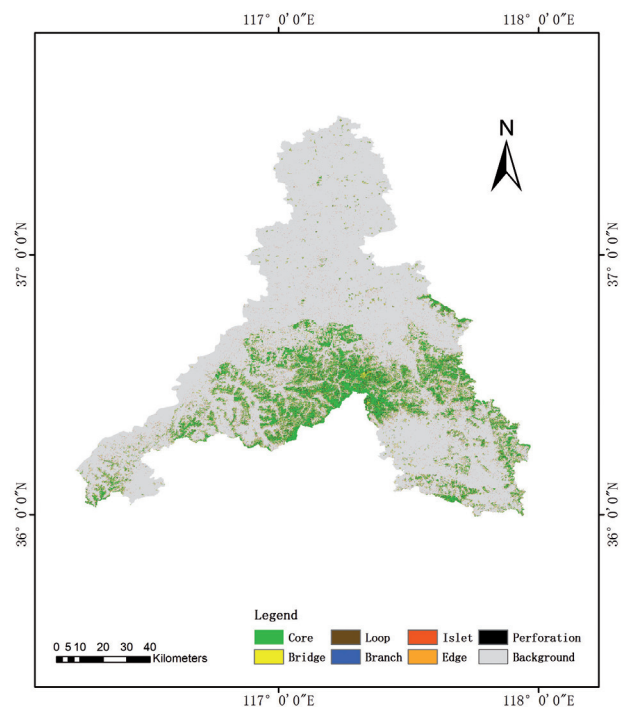 117° 0′0″E 118° 0′0″E
N
37° 0′0″N 37° 0′0″N
36° 0′0″N 36° 0′0″N
Legend
Core Loop Islet Perforation
Bridge Branch Edge Background
0 5 10 20 30 40
Kilometers
117° 0′0″E 118° 0′0″E